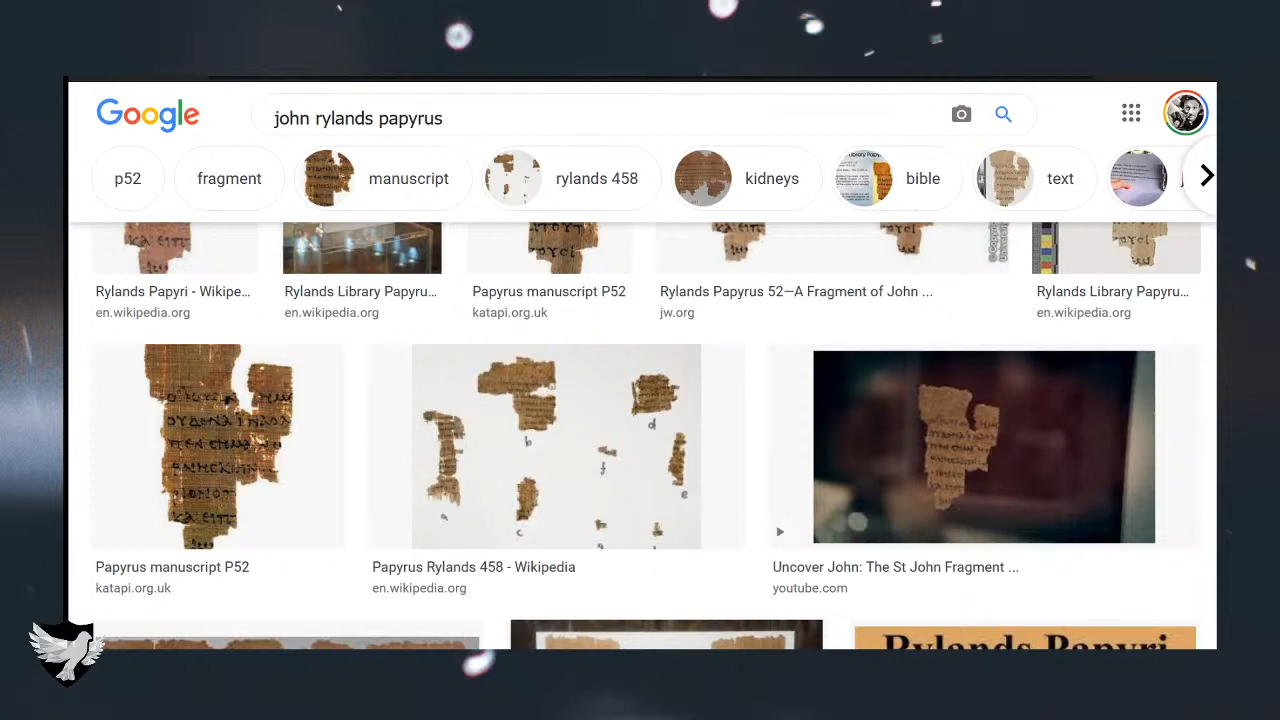 Google
john rylands papyrus
p52
fragment
manuscript
rylands 458
kidneys
bible
text
Rylands Papyri - Wikipe...
en.wikipedia.org
Rylands Library Papyru...
en.wikipedia.org
Papyrus manuscript P52
katapi.org.uk
Rylands Papyrus 52—A Fragment of John ...
jw.org
Rylands Library Papyru...
en.wikipedia.org
b
d
f
e
a
c
Papyrus manuscript P52
katapi.org.uk
Papyrus Rylands 458 - Wikipedia
en.wikipedia.org
Uncover John: The St John Fragment ...
youtube.com
Rylands Papyri